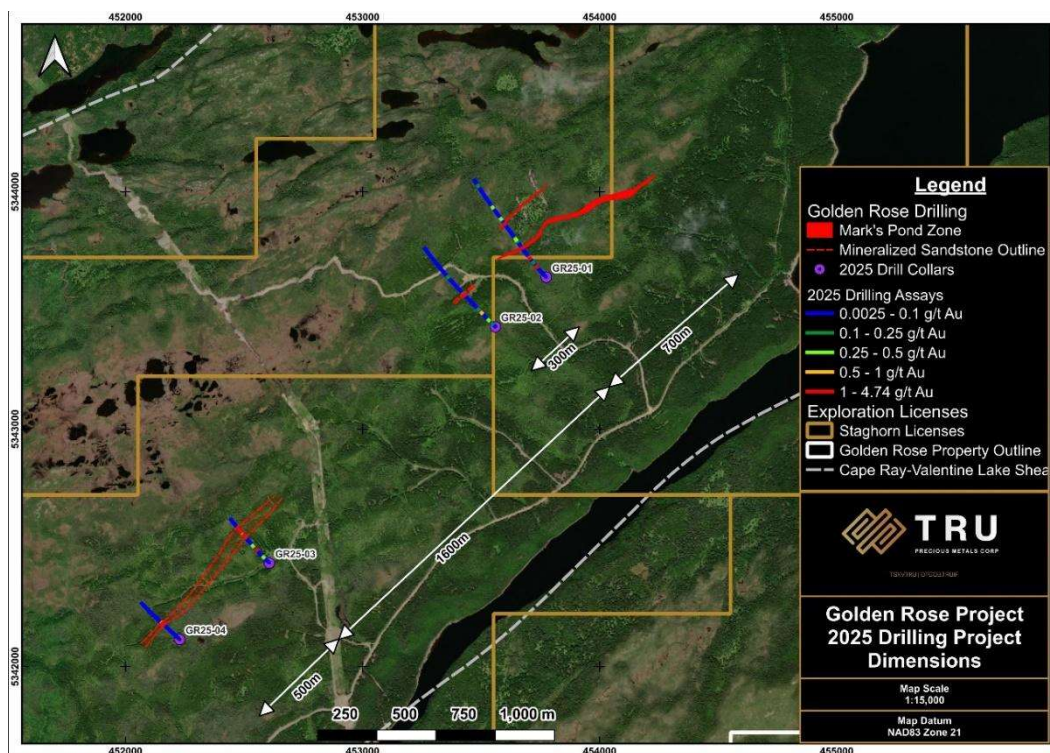 452000
453000
454000
455000
5344000
5343000
5342000
GR25-01
GR25-02
300m
700m
1600m
GR25-03
GR25-04
500m
250 500 750 1,000 m
452000
453000
454000
455000
Legend
Golden Rose Drilling
Mark's Pond Zone
Mineralized Sandstone Outline
2025 Drill Collars
2025 Drilling Assays
0.0025 - 0.1 g/t Au
0.1 - 0.25 g/t Au
0.25 - 0.5 g/t Au
0.5 - 1 g/t Au
1 - 4.74 g/t Au
Exploration Licenses
Staghorn Licenses
Golden Rose Property Outline
Cape Ray-Valentine Lake Shea
TRU
PRECIOUS METALS CORP
Golden Rose Project
2025 Drilling Project
Dimensions
Map Scale
1:15,000
Map Datum
NAD83 Zone 21